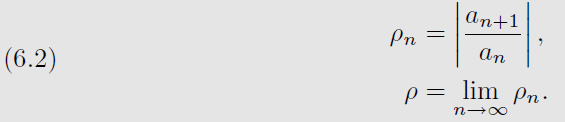 (6.2) ρ_n = |a_{n+1} / a_n|,
ρ = lim_{n→∞} ρ_n.